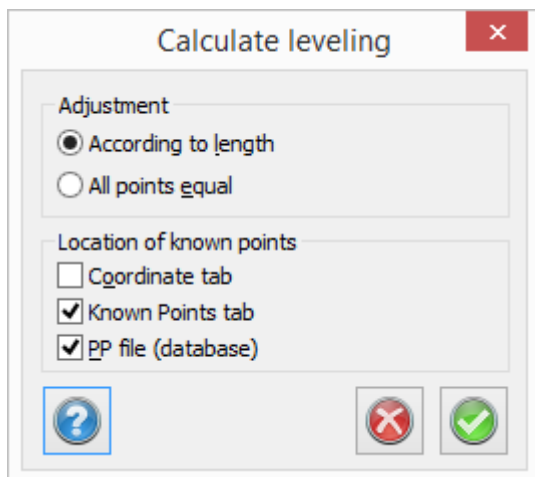 Calculate leveling
Adjustment
According to length
All points equal
Location of known points
Coordinate tab
Known Points tab
PP file (database)